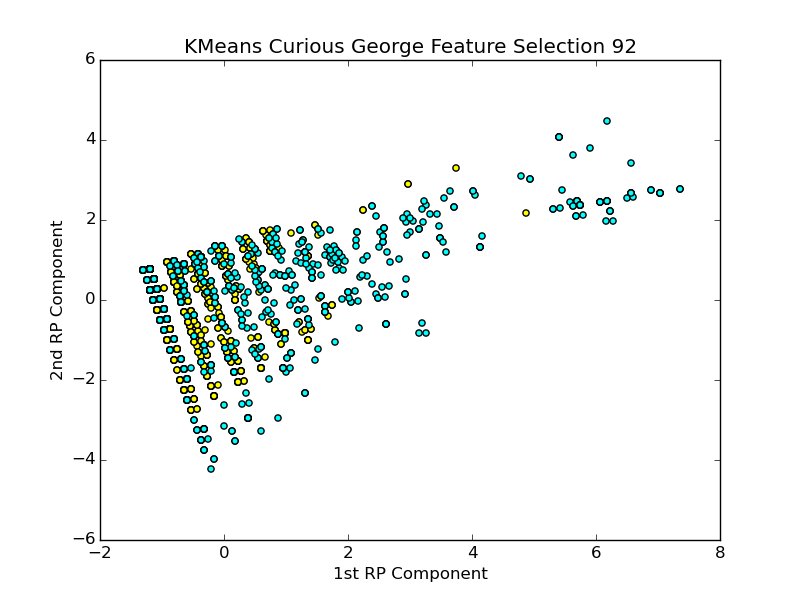 KMeans Curious George Feature Selection 92
6
4
2
0
−2
−4
−6
2nd RP Component
−2 0 2 4 6 8
1st RP Component